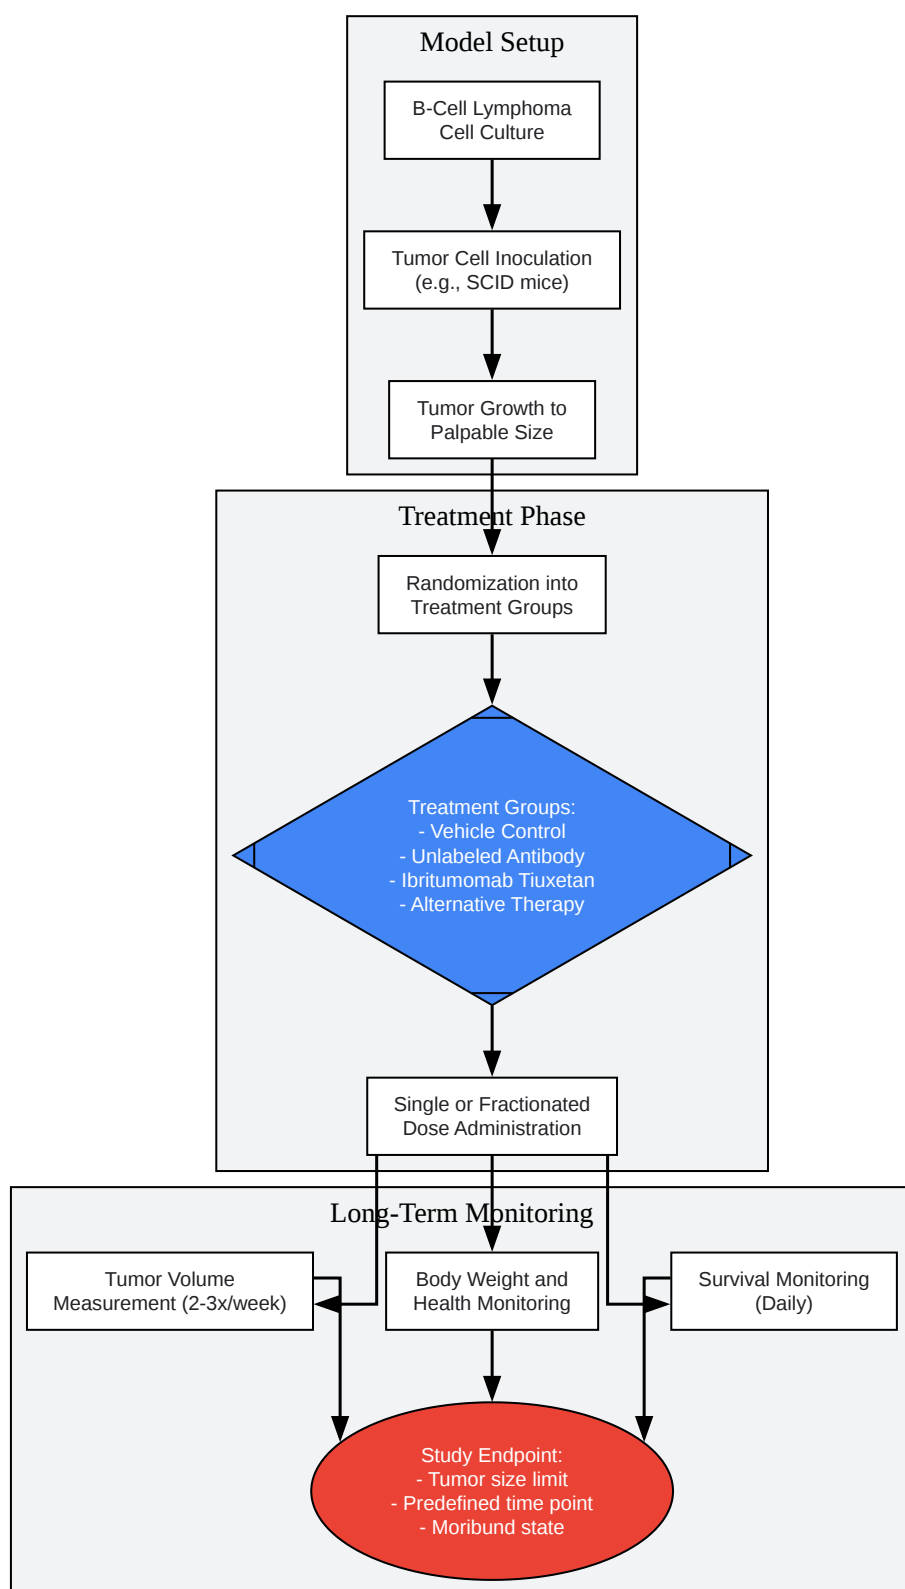 Model Setup
B-Cell Lymphoma
Cell Culture
Tumor Cell Inoculation
(e.g., SCID mice)
Tumor Growth to
Palpable Size
Treatment Phase
Randomization into
Treatment Groups
Treatment Groups:
- Vehicle Control
- Unlabeled Antibody
- Ibritumomab Tiuxetan
- Alternative Therapy
Single or Fractionated
Dose Administration
Long-Term Monitoring
Tumor Volume
Measurement (2-3x/week)
Body Weight and
Health Monitoring
Survival Monitoring
(Daily)
Study Endpoint:
- Tumor size limit
- Predefined time point
- Moribund state